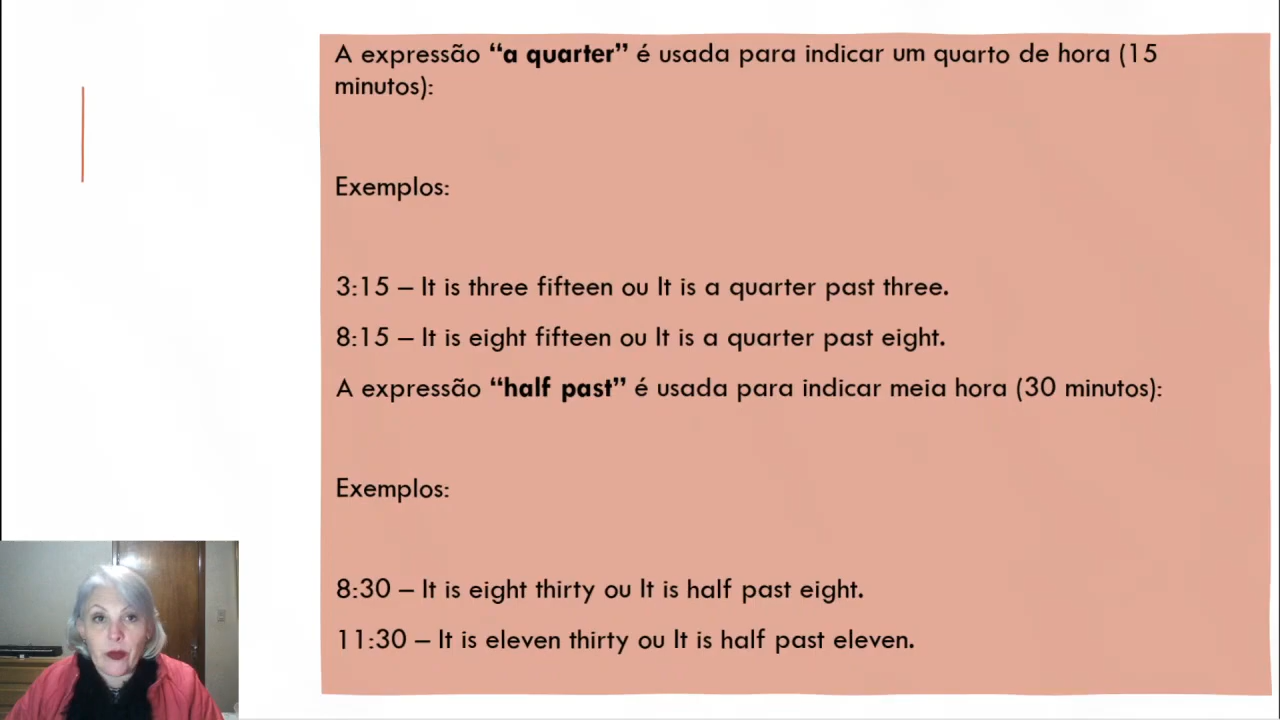 A expressão “a quarter” é usada para indicar um quarto de hora (15
minutos):
Exemplos:
3:15 – It is three fifteen ou It is a quarter past three.
8:15 – It is eight fifteen ou It is a quarter past eight.
A expressão “half past” é usada para indicar meia hora (30 minutos):
Exemplos:
8:30 – It is eight thirty ou It is half past eight.
11:30 – It is eleven thirty ou It is half past eleven.